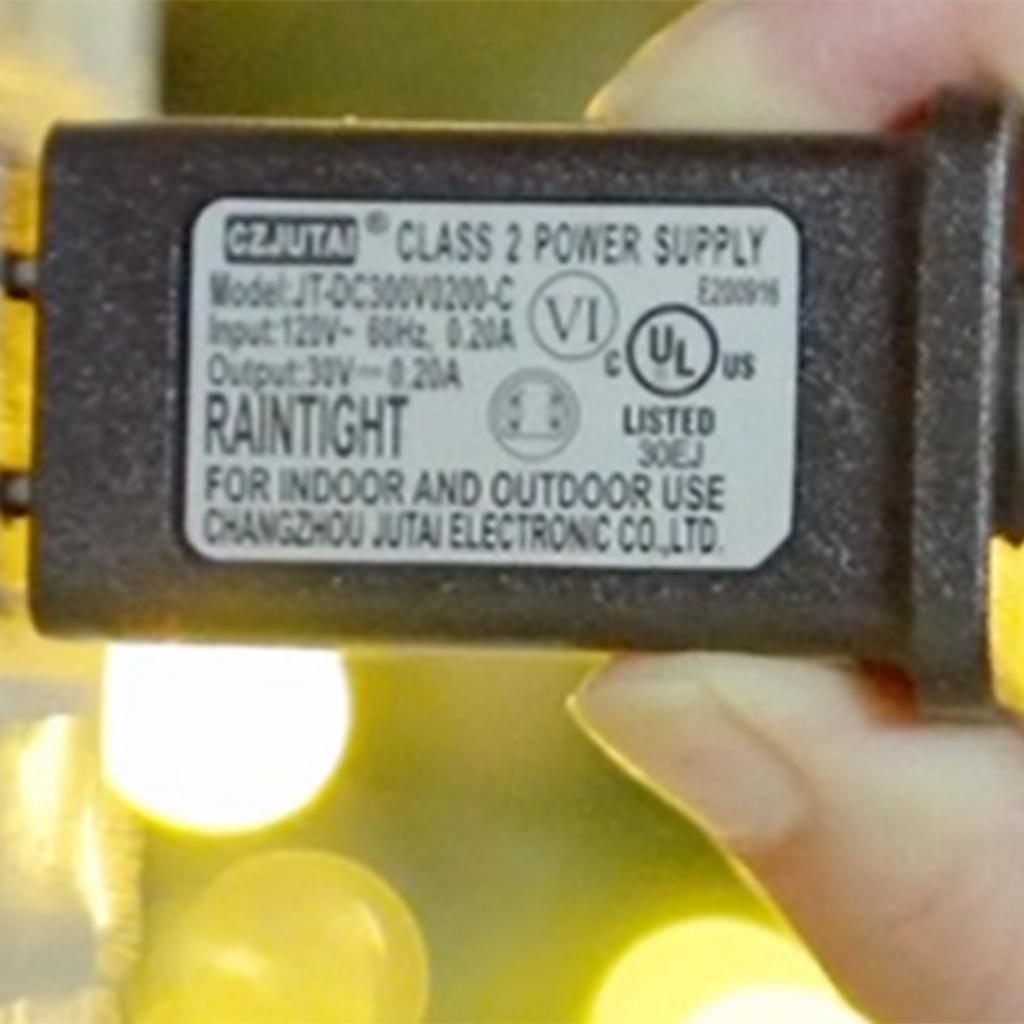 CZJUTAI® CLASS 2 POWER SUPPLY
Model:JT-DC300V0200-C
E200916
Input:120V~ 60Hz, 0.20A
VI
Output:30V⎓0.20A
C UL US
LISTED
30EJ
RAINTIGHT
FOR INDOOR AND OUTDOOR USE
CHANGZHOU JUTAI ELECTRONIC CO.,LTD.